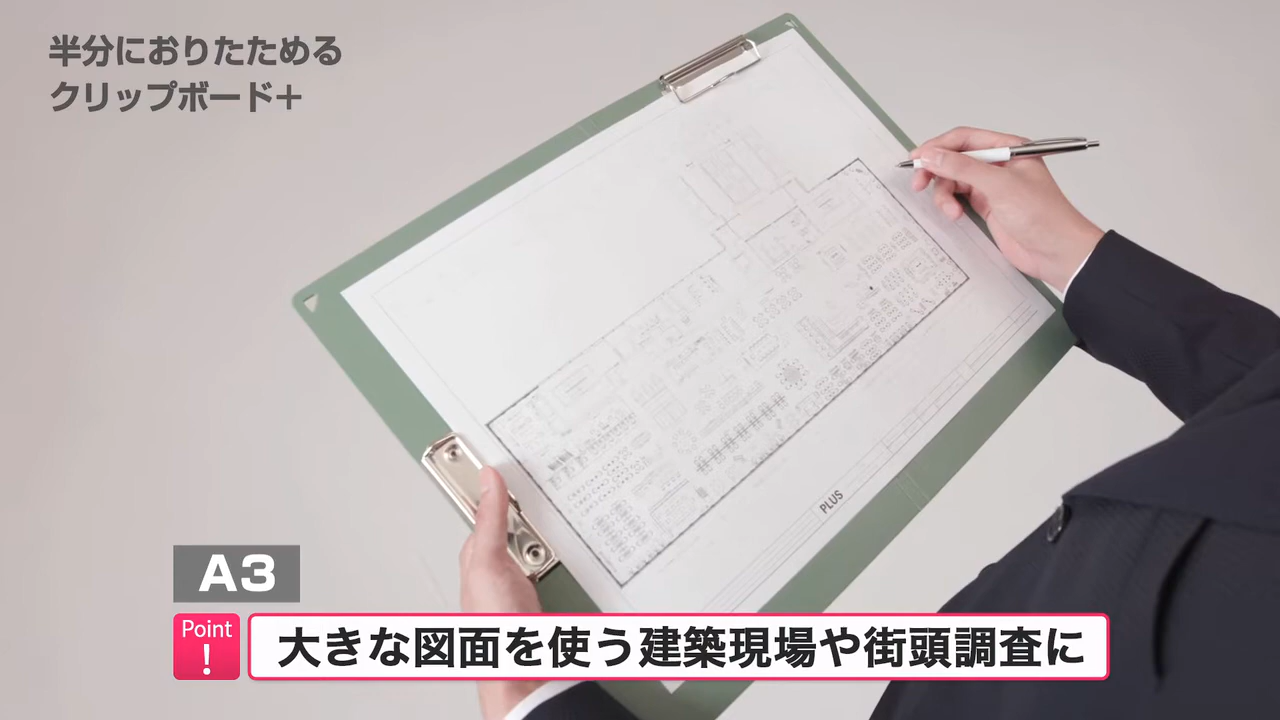 半分におりたためる
クリップボード＋
PLUS
A3
Point
!
大きな図面を使う建築現場や街頭調査に